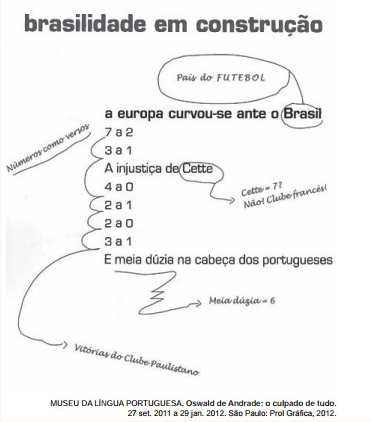 brasilidade em construção
País do FUTEBOL
a europa curvou-se ante o Brasil
Números como versos
7 a 2
3 a 1
A injustiça de Cette
4 a 0
Cette = 7?
Não! Clube francês!
2 a 1
2 a 0
3 a 1
E meia dúzia na cabeça dos portugueses
Meia dúzia = 6
Vitórias do Clube Paulistano
MUSEU DA LÍNGUA PORTUGUESA. Oswald de Andrade: o culpado de tudo.
27 set. 2011 a 29 jan. 2012. São Paulo: Prol Gráfica, 2012.